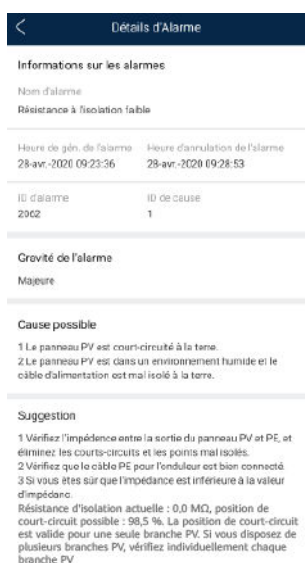 Détails d'Alarme
Informations sur les alarmes
Nom d'alarme
Résistance à l'isolation faible
Heure de gén. de l'alarme Heure d'annulation de l'alarme
28-avr.-2020 09:23:36 28-avr.-2020 09:28:53
ID d'alarme ID de cause
2062 1
Gravité de l'alarme
Majeure
Cause possible
1 Le panneau PV est court-circuité à la terre.
2 Le panneau PV est dans un environnement humide et le
câble d'alimentation est mal isolé à la terre.
Suggestion
1 Vérifiez l'impédence entre la sortie du panneau PV et PE, et
éliminez les courts-circuits et les points mal isolés.
2 Vérifiez que le câble PE pour l'onduleur est bien connecté.
3 Si vous êtes sûr que l'impédance est inférieure à la valeur
d'impédanc.
Résistance d'isolation actuelle : 0,0 MΩ, position de
court-circuit possible : 98,5 %. La position de court-circuit
est valide pour une seule branche PV. Si vous disposez de
plusieurs branches PV, vérifiez individuellement chaque
branche PV